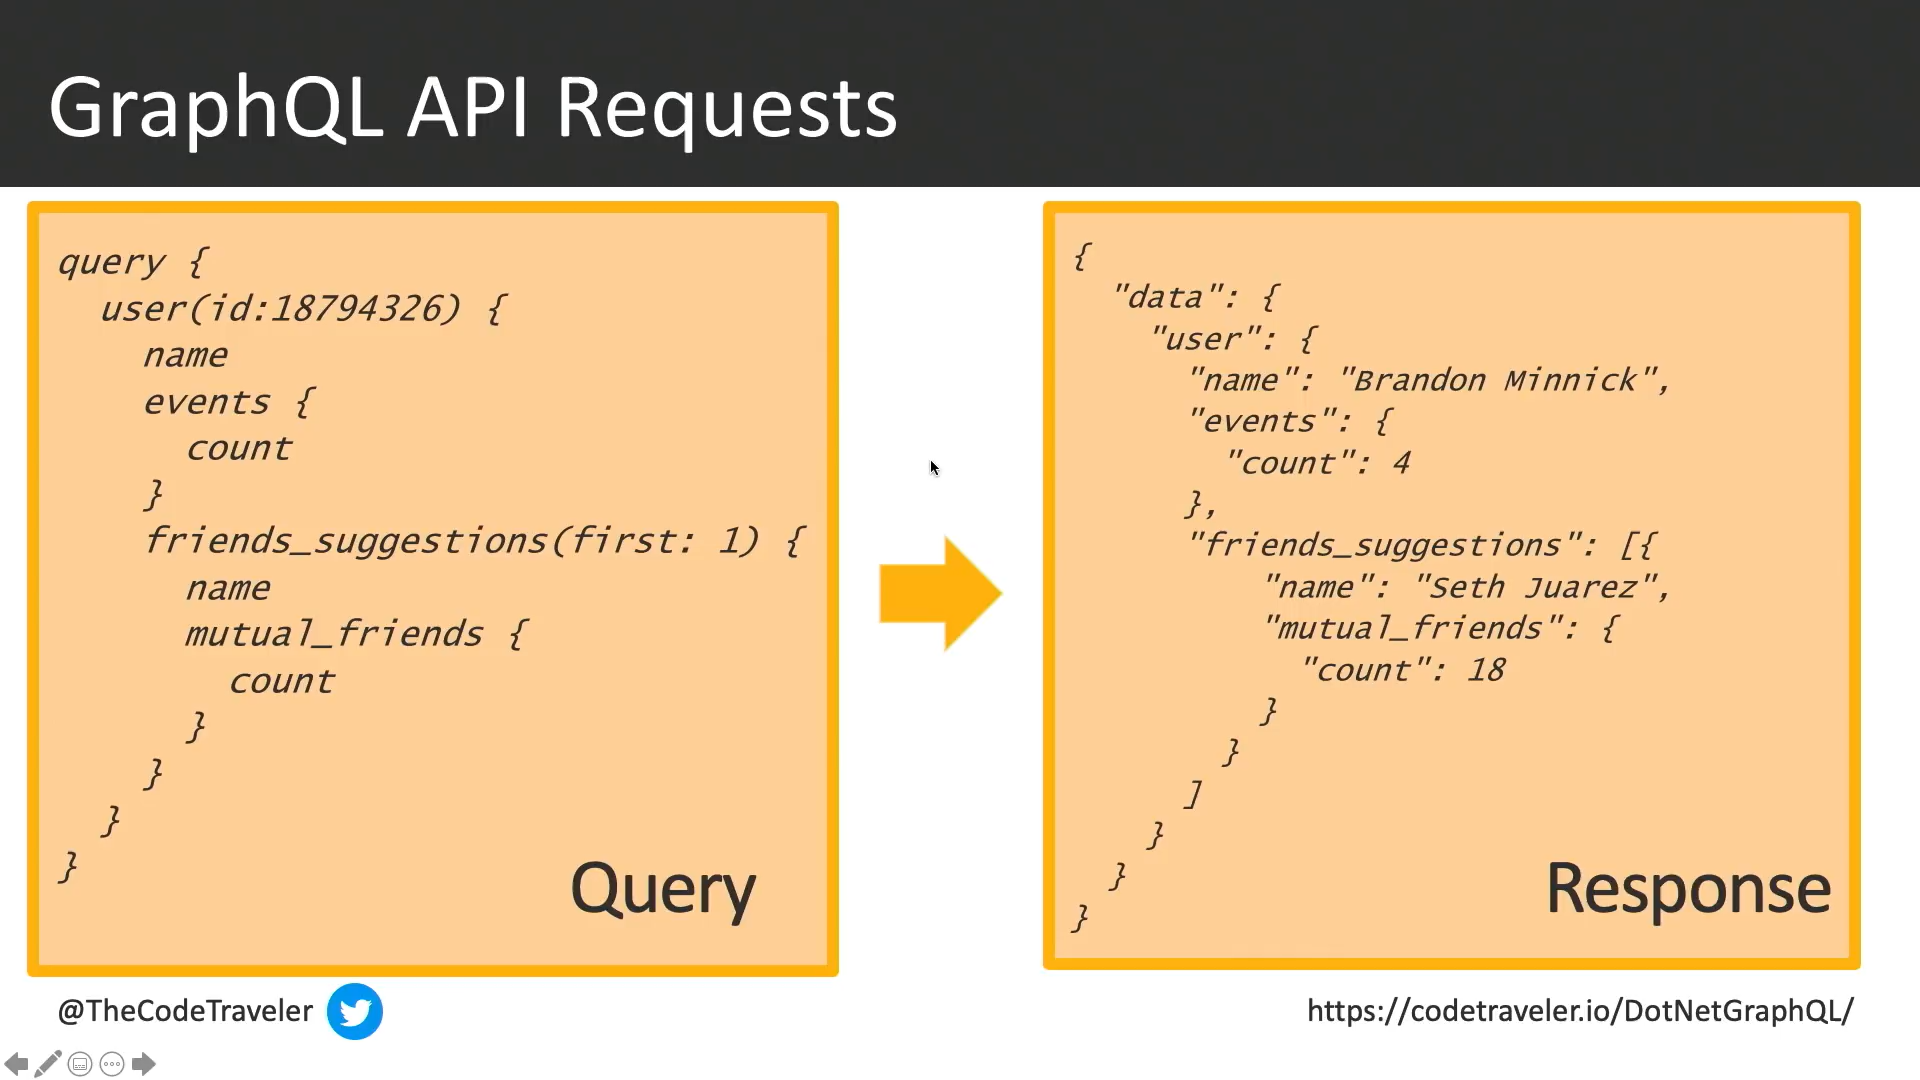 GraphQL API Requests
query {
  user(id:18794326) {
    name
    events {
      count
    }
    friends_suggestions(first: 1) {
      name
      mutual_friends {
        count
      }
    }
  }
}
Query
{
  "data": {
    "user": {
      "name": "Brandon Minnick",
      "events": {
        "count": 4
      },
      "friends_suggestions": [{
          "name": "Seth Juarez",
          "mutual_friends": {
            "count": 18
          }
        }
      ]
    }
  }
}
Response
@TheCodeTraveler
https://codetraveler.io/DotNetGraphQL/